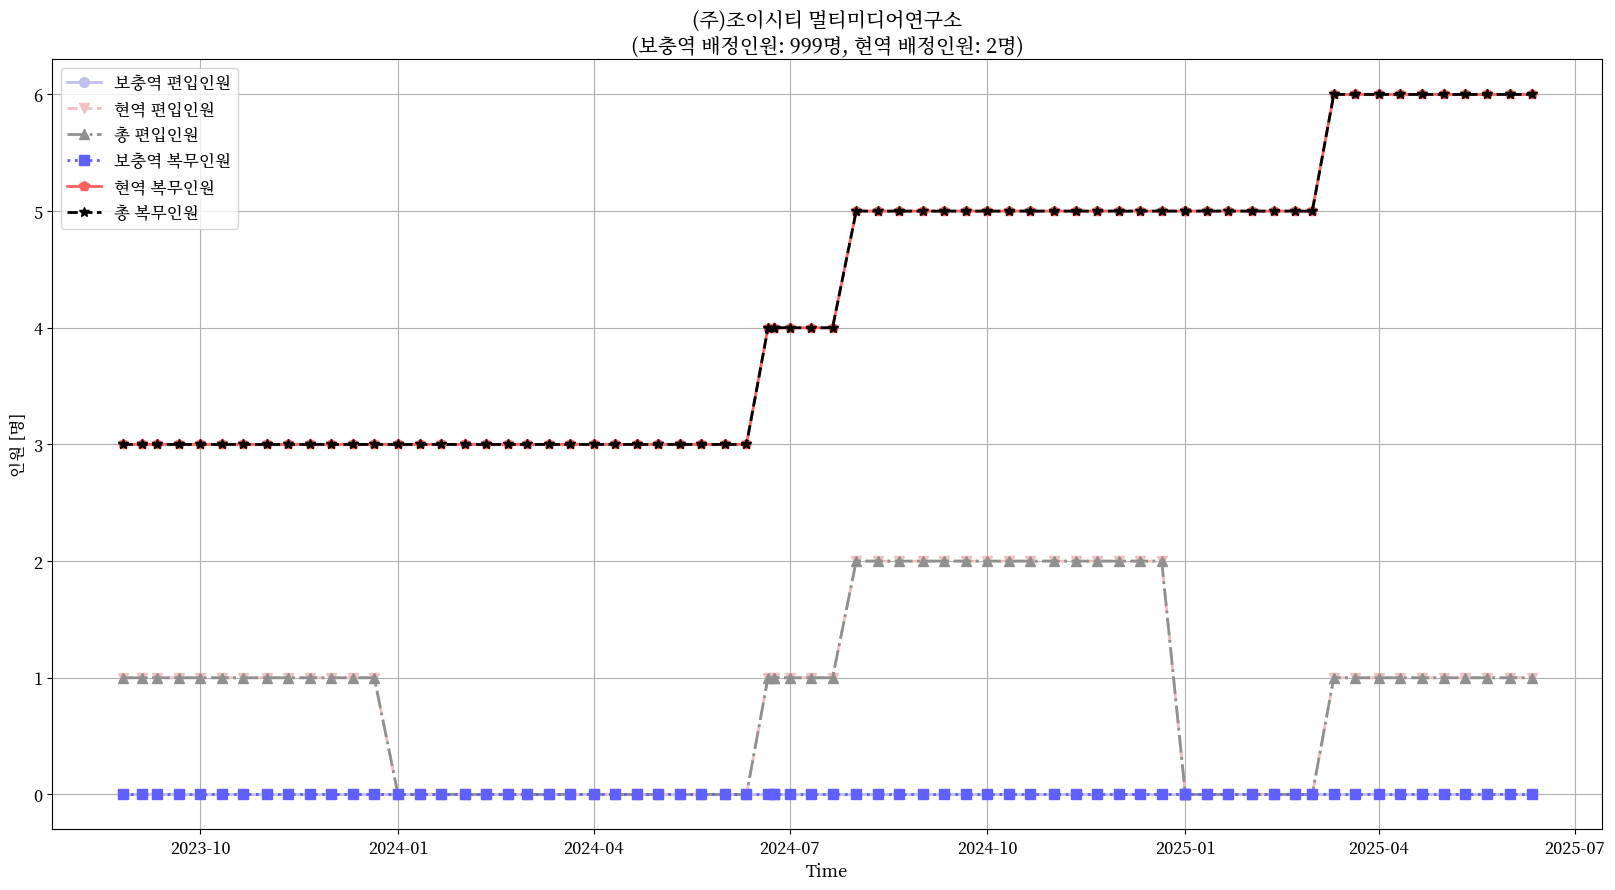 (주)조이시티 멀티미디어연구소
(보충역 배정인원: 999명, 현역 배정인원: 2명)
보충역 편입인원
현역 편입인원
총 편입인원
보충역 복무인원
현역 복무인원
총 복무인원
인원 [명]
6
5
4
3
2
1
0
2023-10
2024-01
2024-04
2024-07
2024-10
2025-01
2025-04
2025-07
Time